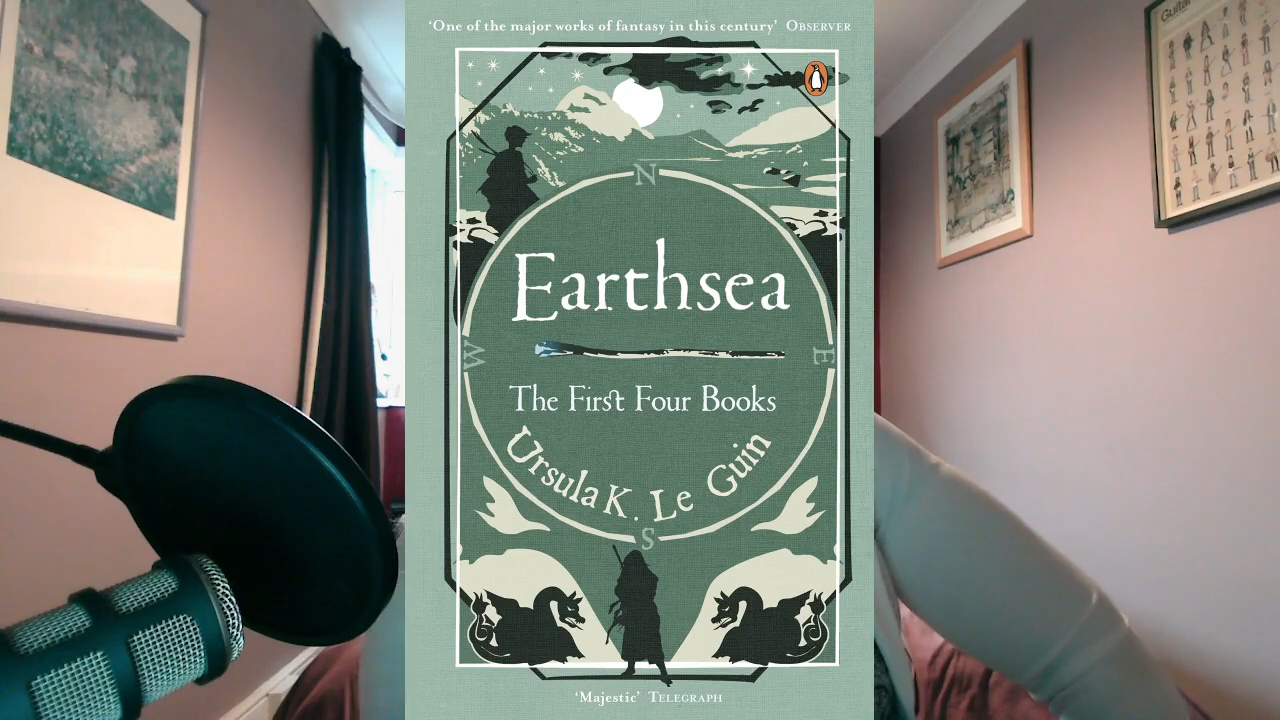 ‘One of the major works of fantasy in this century’ OBSERVER
Guitar
N
Earthsea
W
E
The First Four Books
Ursula K. Le Guin
S
‘Majestic’ TELEGRAPH